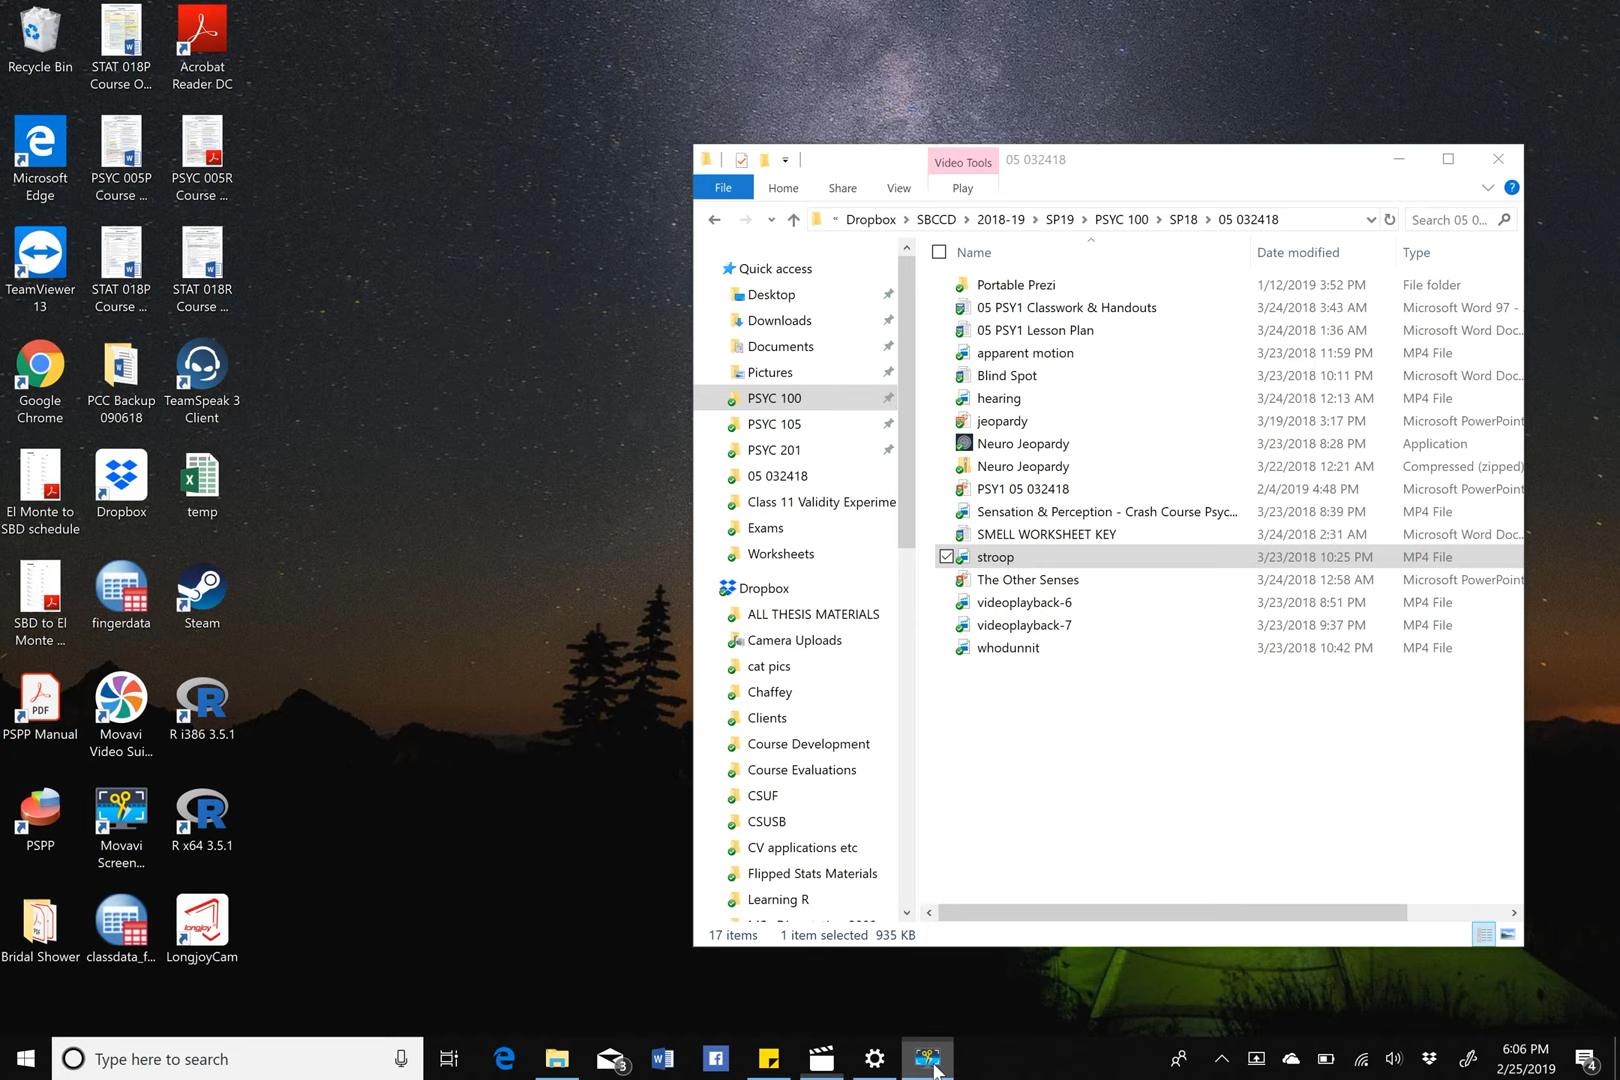 Recycle Bin
STAT 018P
Course O...
Acrobat
Reader DC
Microsoft
Edge
PSYC 005P
Course ...
PSYC 005R
Course ...
TeamViewer
13
STAT 018P
Course ...
STAT 018R
Course ...
Google
Chrome
PCC Backup
090618
TeamSpeak 3
Client
El Monte to
SBD schedule
Dropbox
temp
SBD to El
Monte ...
fingerdata
Steam
PSPP Manual
Movavi
Video Sui...
R i386 3.5.1
PSPP
Movavi
Screen...
R x64 3.5.1
Bridal Shower
classdata_f...
LongjoyCam
Video Tools
05 032418
File
Home
Share
View
Play
« Dropbox > SBCCD > 2018-19 > SP19 > PSYC 100 > SP18 > 05 032418
Search 05 0...
Quick access
Desktop
Downloads
Documents
Pictures
PSYC 100
PSYC 105
PSYC 201
05 032418
Class 11 Validity Experime
Exams
Worksheets
Dropbox
ALL THESIS MATERIALS
Camera Uploads
cat pics
Chaffey
Clients
Course Development
Course Evaluations
CSUF
CSUSB
CV applications etc
Flipped Stats Materials
Learning R
Name Date modified Type
Portable Prezi 1/12/2019 3:52 PM File folder
05 PSY1 Classwork & Handouts 3/24/2018 3:43 AM Microsoft Word 97 -
05 PSY1 Lesson Plan 3/24/2018 1:36 AM Microsoft Word Doc...
apparent motion 3/23/2018 11:59 PM MP4 File
Blind Spot 3/23/2018 10:11 PM Microsoft Word Doc...
hearing 3/24/2018 12:13 AM MP4 File
jeopardy 3/19/2018 3:17 PM Microsoft PowerPoint
Neuro Jeopardy 3/23/2018 8:28 PM Application
Neuro Jeopardy 3/22/2018 12:21 AM Compressed (zipped)
PSY1 05 032418 2/4/2019 4:48 PM Microsoft PowerPoint
Sensation & Perception - Crash Course Psyc... 3/23/2018 8:39 PM MP4 File
SMELL WORKSHEET KEY 3/24/2018 2:31 AM Microsoft Word Doc...
stroop 3/23/2018 10:25 PM MP4 File
The Other Senses 3/24/2018 12:58 AM Microsoft PowerPoint
videoplayback-6 3/23/2018 8:51 PM MP4 File
videoplayback-7 3/23/2018 9:37 PM MP4 File
whodunnit 3/23/2018 10:42 PM MP4 File
17 items 1 item selected 935 KB
Type here to search
3
6:06 PM
2/25/2019
4